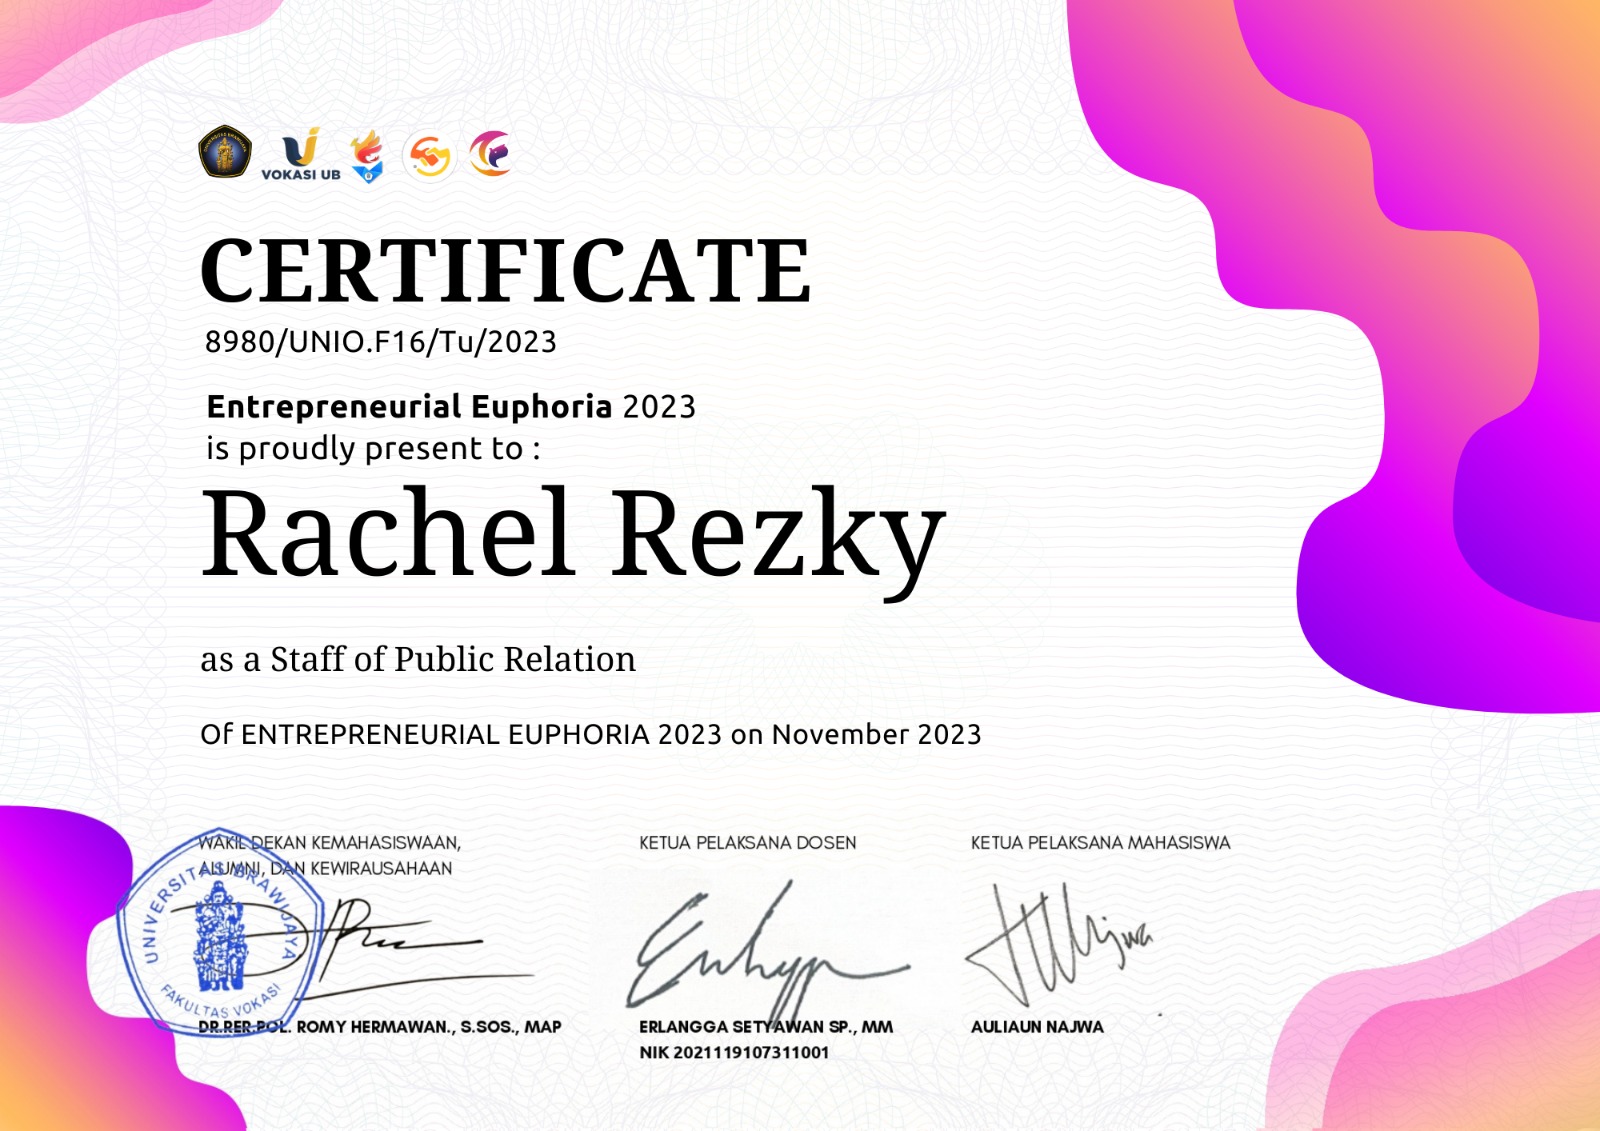 VOKASI UB
CERTIFICATE
8980/UNIO.F16/Tu/2023
Entrepreneurial Euphoria 2023
is proudly present to :
Rachel Rezky
as a Staff of Public Relation
Of ENTREPRENEURIAL EUPHORIA 2023 on November 2023
WAKIL DEKAN KEMAHASISWAAN,
ALUMNI, DAN KEWIRAUSAHAAN
UNIVERSITAS BRAWIJAYA
FAKULTAS VOKASI
DR.RER.POL. ROMY HERMAWAN., S.SOS., MAP
KETUA PELAKSANA DOSEN
ERLANGGA SETYAWAN SP., MM
NIK 2021119107311001
KETUA PELAKSANA MAHASISWA
AULIAUN NAJWA